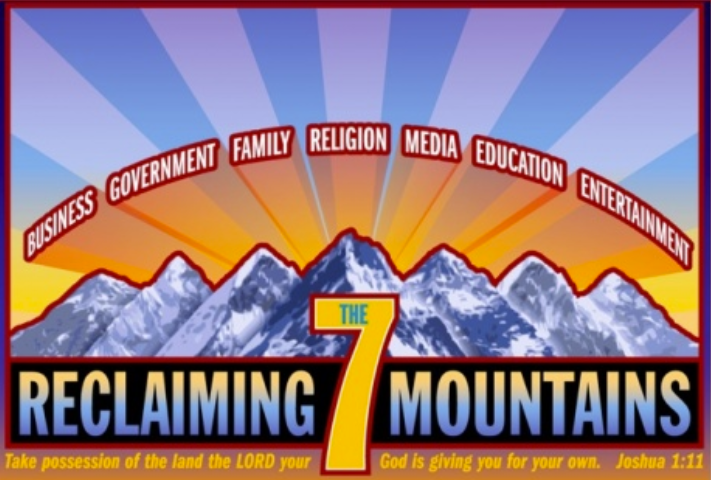 BUSINESS GOVERNMENT FAMILY RELIGION MEDIA EDUCATION ENTERTAINMENT
RECLAIMING THE 7 MOUNTAINS
Take possession of the land the LORD your God is giving you for your own. Joshua 1:11